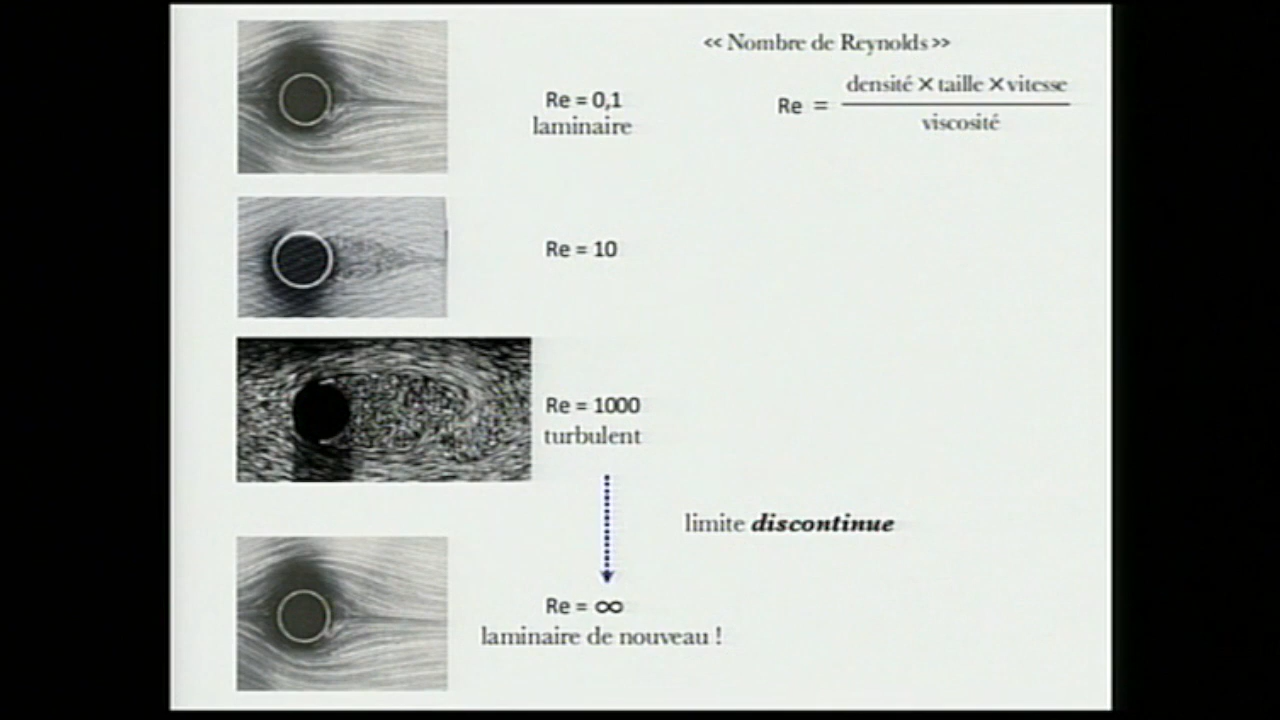 << Nombre de Reynolds >>
Re = densité × taille × vitesse
viscosité
Re = 0,1
laminaire
Re = 10
Re = 1000
turbulent
limite discontinue
Re = ∞
laminaire de nouveau !